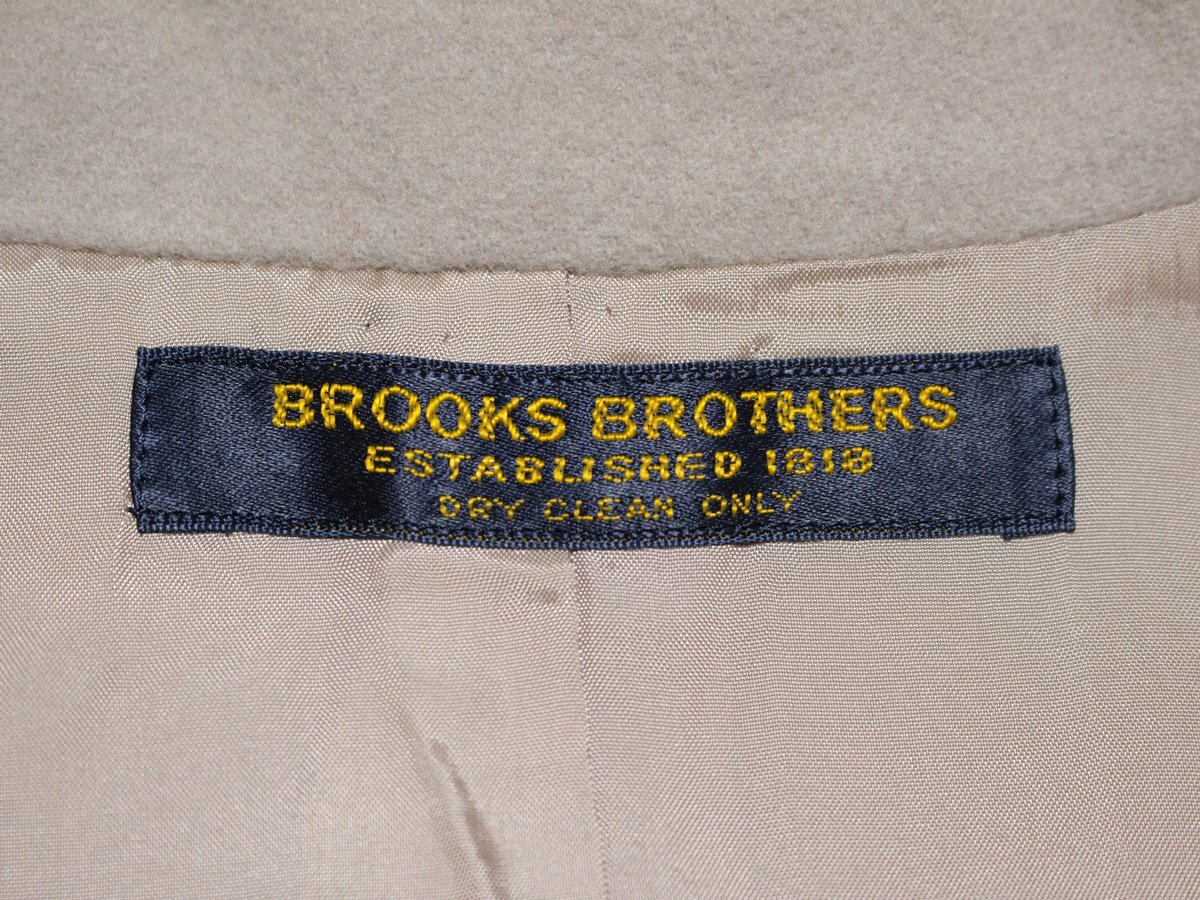 BROOKS BROTHERS
ESTABLISHED 1818
DRY CLEAN ONLY